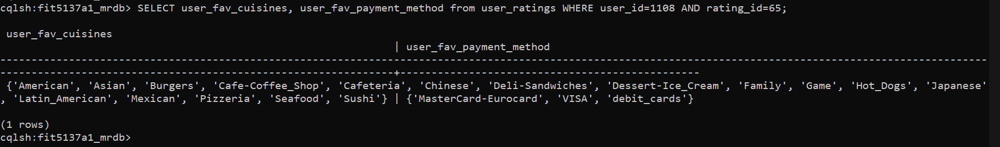 cqlsh:fit5137a1_mrdb> SELECT user_fav_cuisines, user_fav_payment_method from user_ratings WHERE user_id=1108 AND rating_id=65;
user_fav_cuisines
| user_fav_payment_method
--------------------------------------------------------------------------------------------------------------------------------------------------------------
---------------------------------------------------------------+------------------------------------------------
{'American', 'Asian', 'Burgers', 'Cafe-Coffee_Shop', 'Cafeteria', 'Chinese', 'Deli-Sandwiches', 'Dessert-Ice_Cream', 'Family', 'Game', 'Hot_Dogs', 'Japanese'
, 'Latin_American', 'Mexican', 'Pizzeria', 'Seafood', 'Sushi'} | {'MasterCard-Eurocard', 'VISA', 'debit_cards'}
(1 rows)
cqlsh:fit5137a1_mrdb>